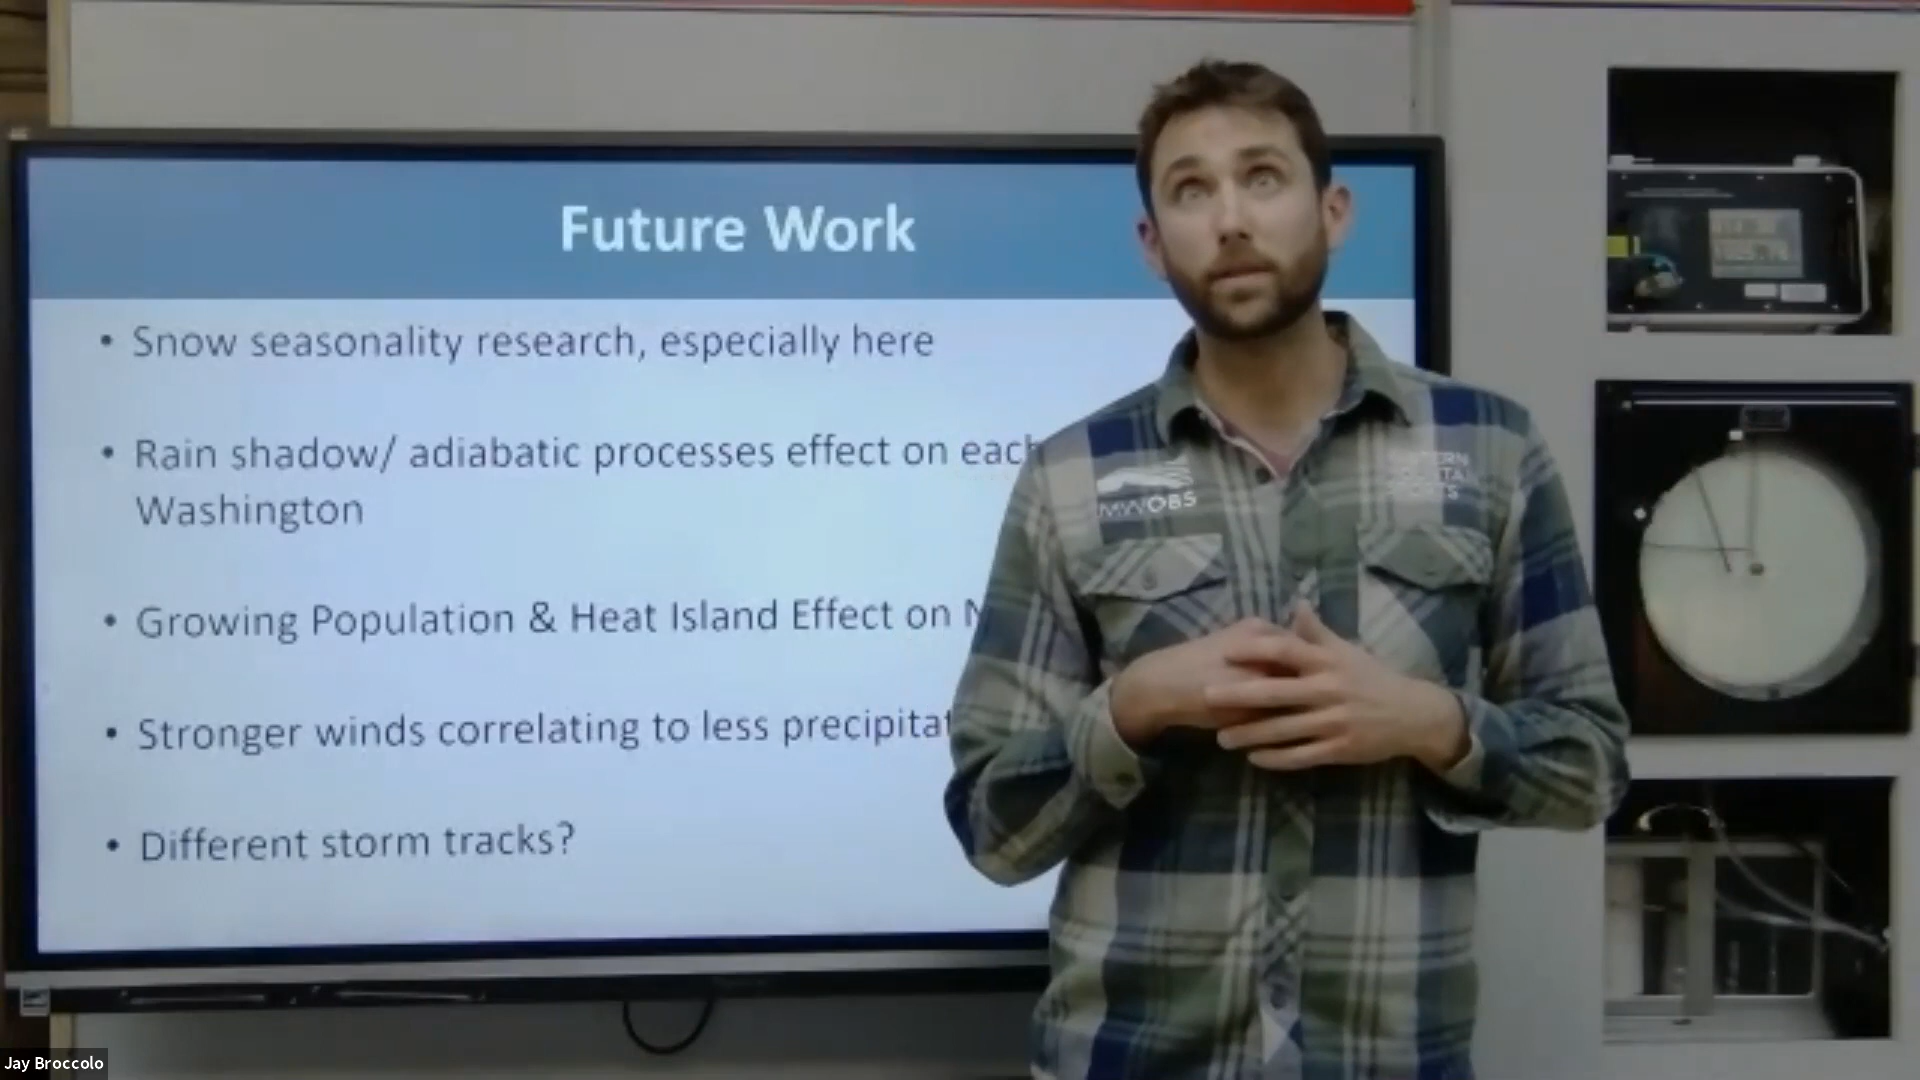 Future Work
• Snow seasonality research, especially here
• Rain shadow/ adiabatic processes effect on each
Washington
• Growing Population & Heat Island Effect on
• Stronger winds correlating to less
• Different storm tracks?
MWOBS
Jay Broccolo